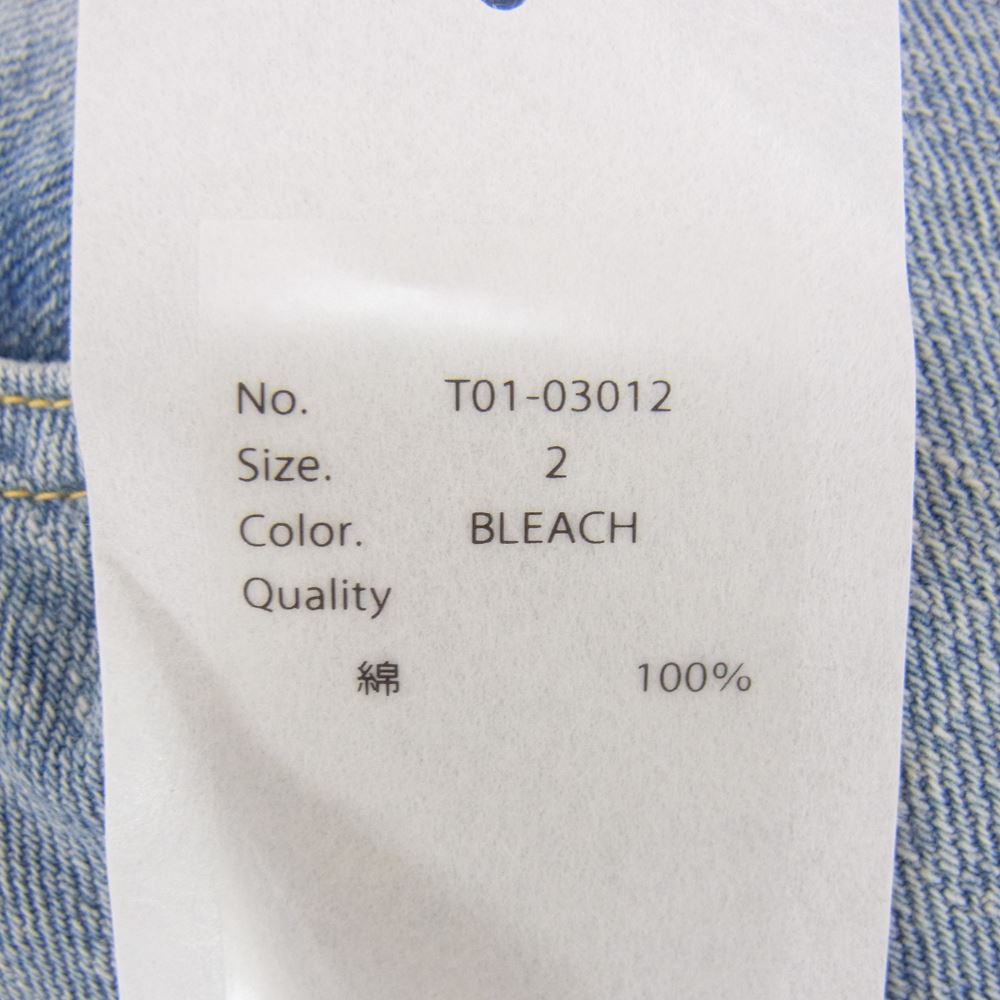 No. T01-03012
Size. 2
Color. BLEACH
Quality
綿 100%